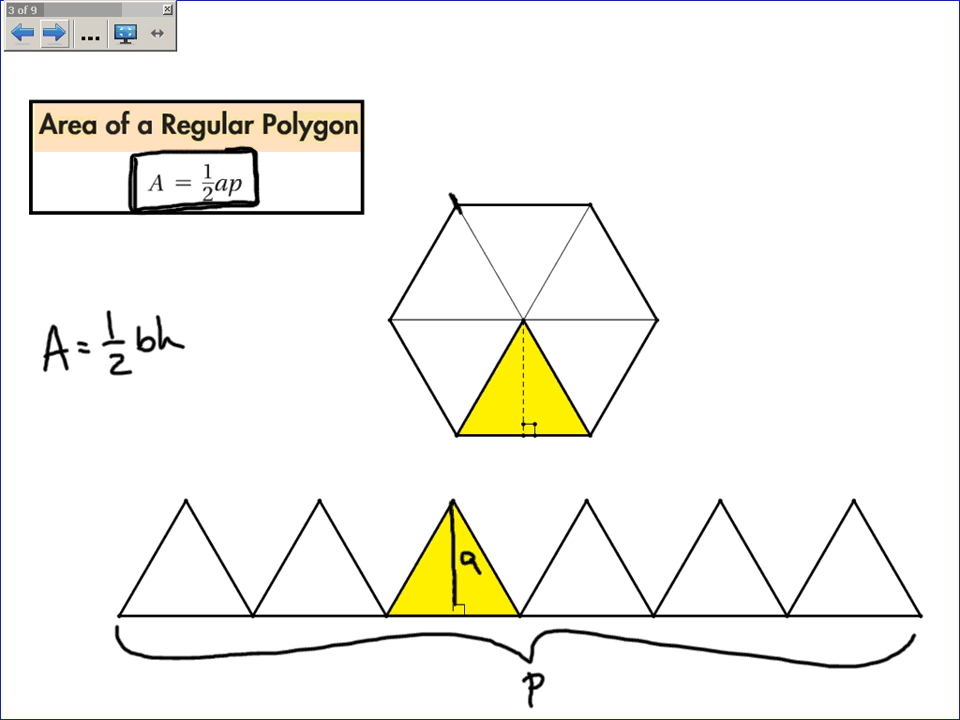 3 of 9
...
Area of a Regular Polygon
A = 1/2 ap
A = 1/2 bh
a
p